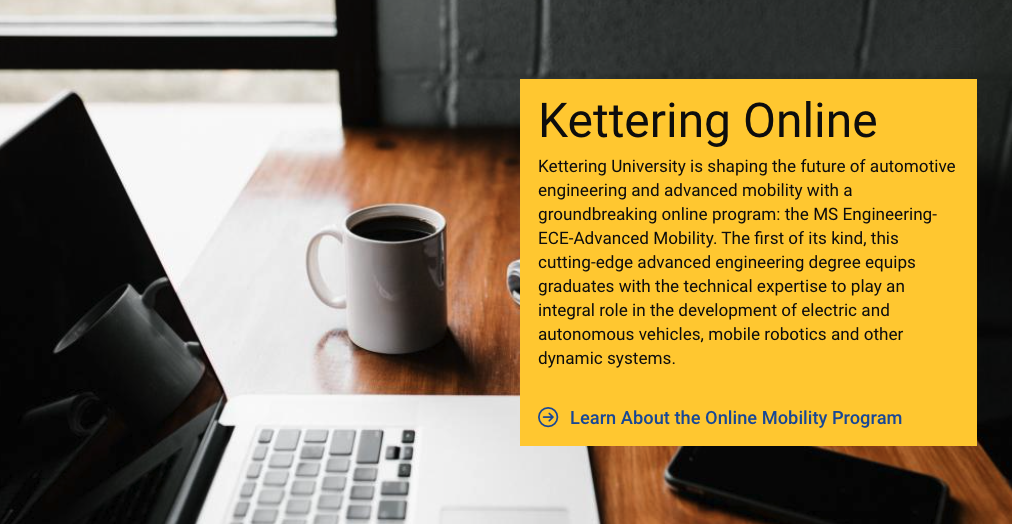 Kettering Online
Kettering University is shaping the future of automotive
engineering and advanced mobility with a
groundbreaking online program: the MS Engineering-
ECE-Advanced Mobility. The first of its kind, this
cutting-edge advanced engineering degree equips
graduates with the technical expertise to play an
integral role in the development of electric and
autonomous vehicles, mobile robotics and other
dynamic systems.
Learn About the Online Mobility Program